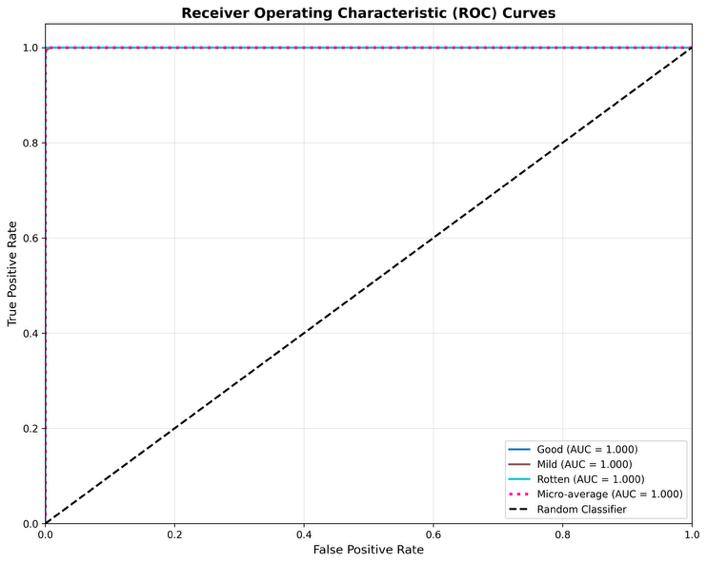 Receiver Operating Characteristic (ROC) Curves
True Positive Rate
1.0
0.8
0.6
0.4
0.2
0.0
0.0 0.2 0.4 0.6 0.8 1.0
False Positive Rate
Good (AUC = 1.000)
Mild (AUC = 1.000)
Rotten (AUC = 1.000)
Micro-average (AUC = 1.000)
Random Classifier